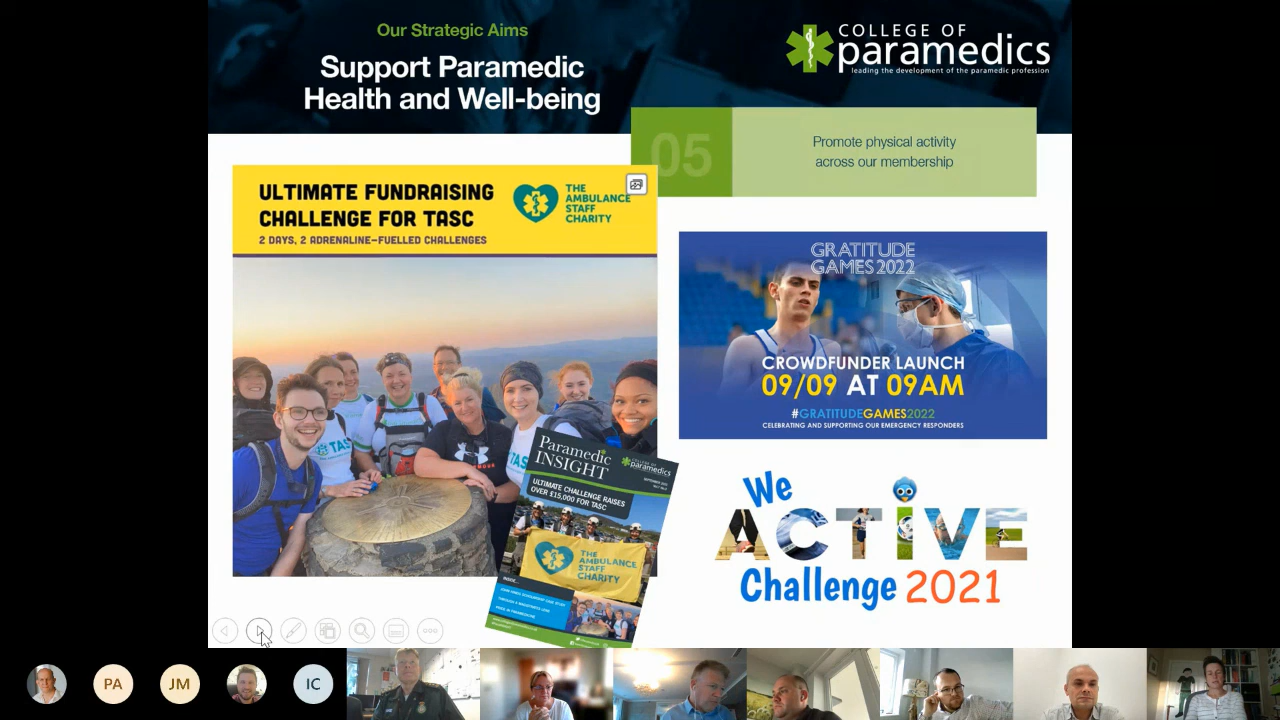 Our Strategic Aims
Support Paramedic
Health and Well-being
COLLEGE OF
paramedics
leading the development of the paramedic profession
05
Promote physical activity
across our membership
ULTIMATE FUNDRAISING
CHALLENGE FOR TASC
2 DAYS, 2 ADRENALINE-FUELLED CHALLENGES
THE
AMBULANCE
STAFF
CHARITY
GRATITUDE
GAMES 2022
CROWDFUNDER LAUNCH
09/09 AT 09AM
#GRATITUDEGAMES2022
CELEBRATING AND SUPPORTING OUR EMERGENCY RESPONDERS
Paramedic
INSIGHT
COLLEGE OF
paramedics
ULTIMATE CHALLENGE RAISES
OVER £15,000 FOR TASC
THE
AMBULANCE
STAFF
CHARITY
We
ACTIVE
Challenge 2021
PA
JM
IC